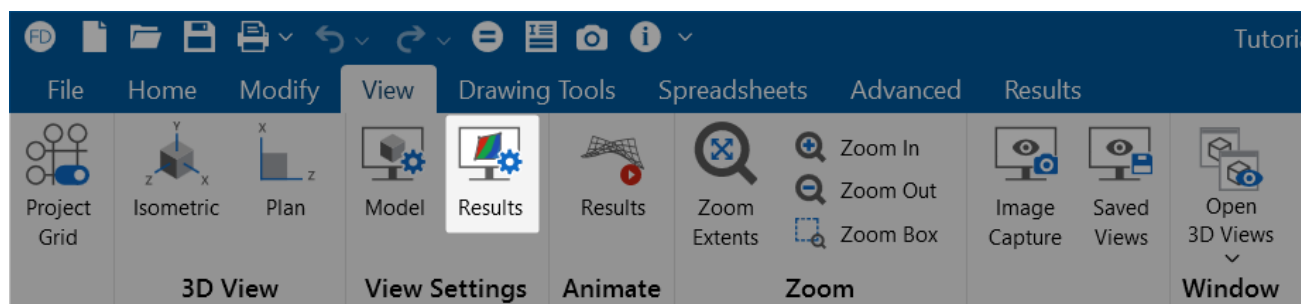 FD
Tutoria
File Home Modify View Drawing Tools Spreadsheets Advanced Results
Y
X
Z
X
Z
Project Grid
Isometric
Plan
Model
Results
Results
Zoom Extents
Zoom In
Zoom Out
Zoom Box
Image Capture
Saved Views
Open 3D Views
3D View
View Settings
Animate
Zoom
Window